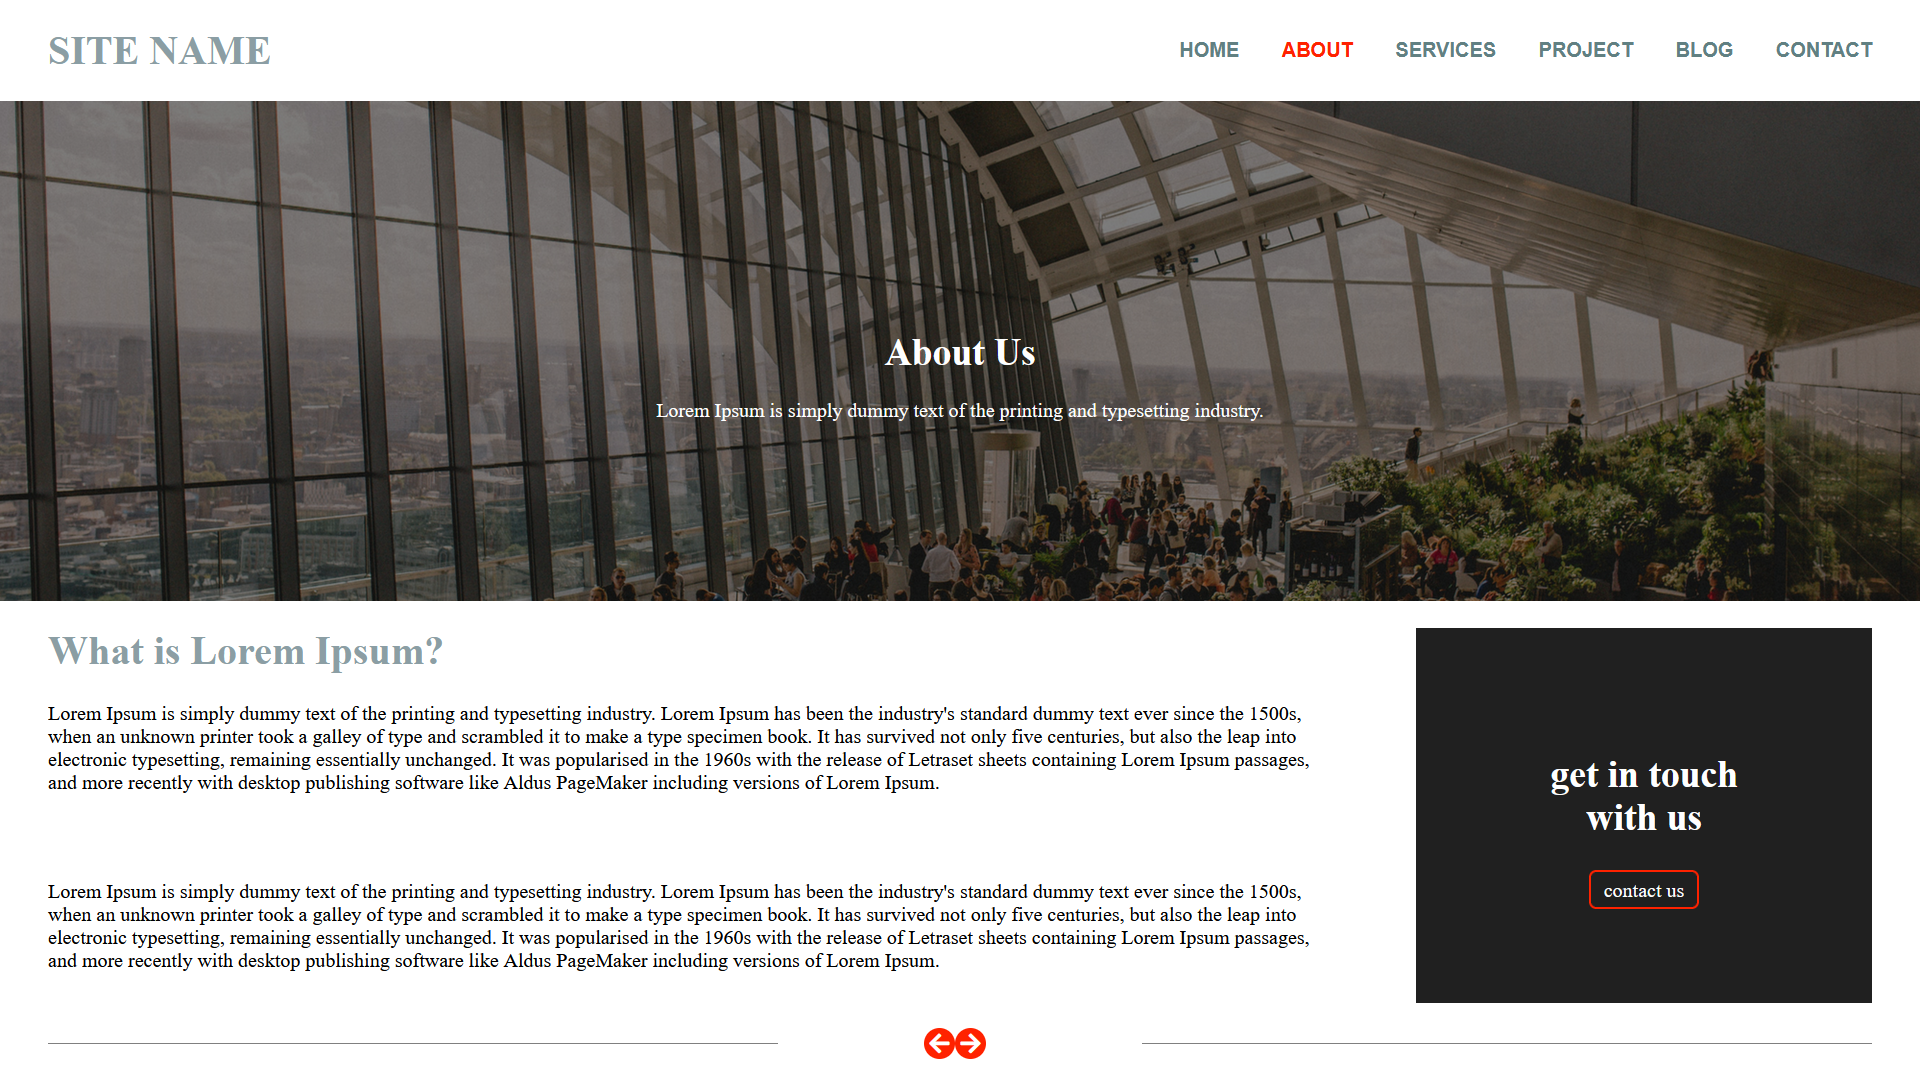 SITE NAME
HOME ABOUT SERVICES PROJECT BLOG CONTACT
About Us
Lorem Ipsum is simply dummy text of the printing and typesetting industry.
What is Lorem Ipsum?
Lorem Ipsum is simply dummy text of the printing and typesetting industry. Lorem Ipsum has been the industry's standard dummy text ever since the 1500s,
when an unknown printer took a galley of type and scrambled it to make a type specimen book. It has survived not only five centuries, but also the leap into
electronic typesetting, remaining essentially unchanged. It was popularised in the 1960s with the release of Letraset sheets containing Lorem Ipsum passages,
and more recently with desktop publishing software like Aldus PageMaker including versions of Lorem Ipsum.
Lorem Ipsum is simply dummy text of the printing and typesetting industry. Lorem Ipsum has been the industry's standard dummy text ever since the 1500s,
when an unknown printer took a galley of type and scrambled it to make a type specimen book. It has survived not only five centuries, but also the leap into
electronic typesetting, remaining essentially unchanged. It was popularised in the 1960s with the release of Letraset sheets containing Lorem Ipsum passages,
and more recently with desktop publishing software like Aldus PageMaker including versions of Lorem Ipsum.
get in touch
with us
contact us